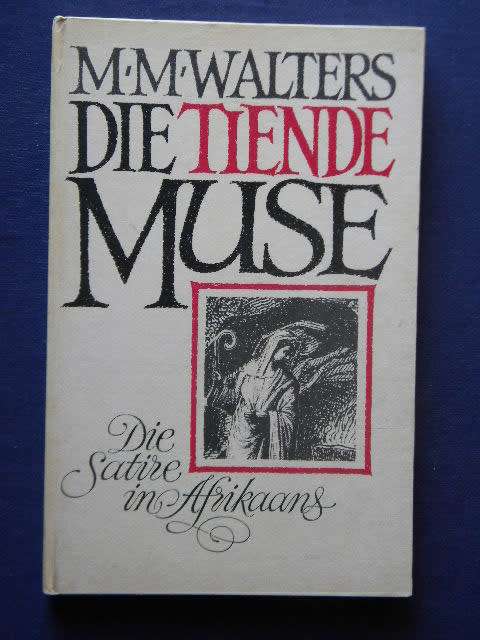 M·M·WALTERS
DIE TIENDE
MUSE
Die
Satire
in Afrikaans